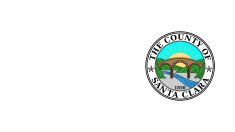 THE COUNTY OF
1850
SANTA CLARA